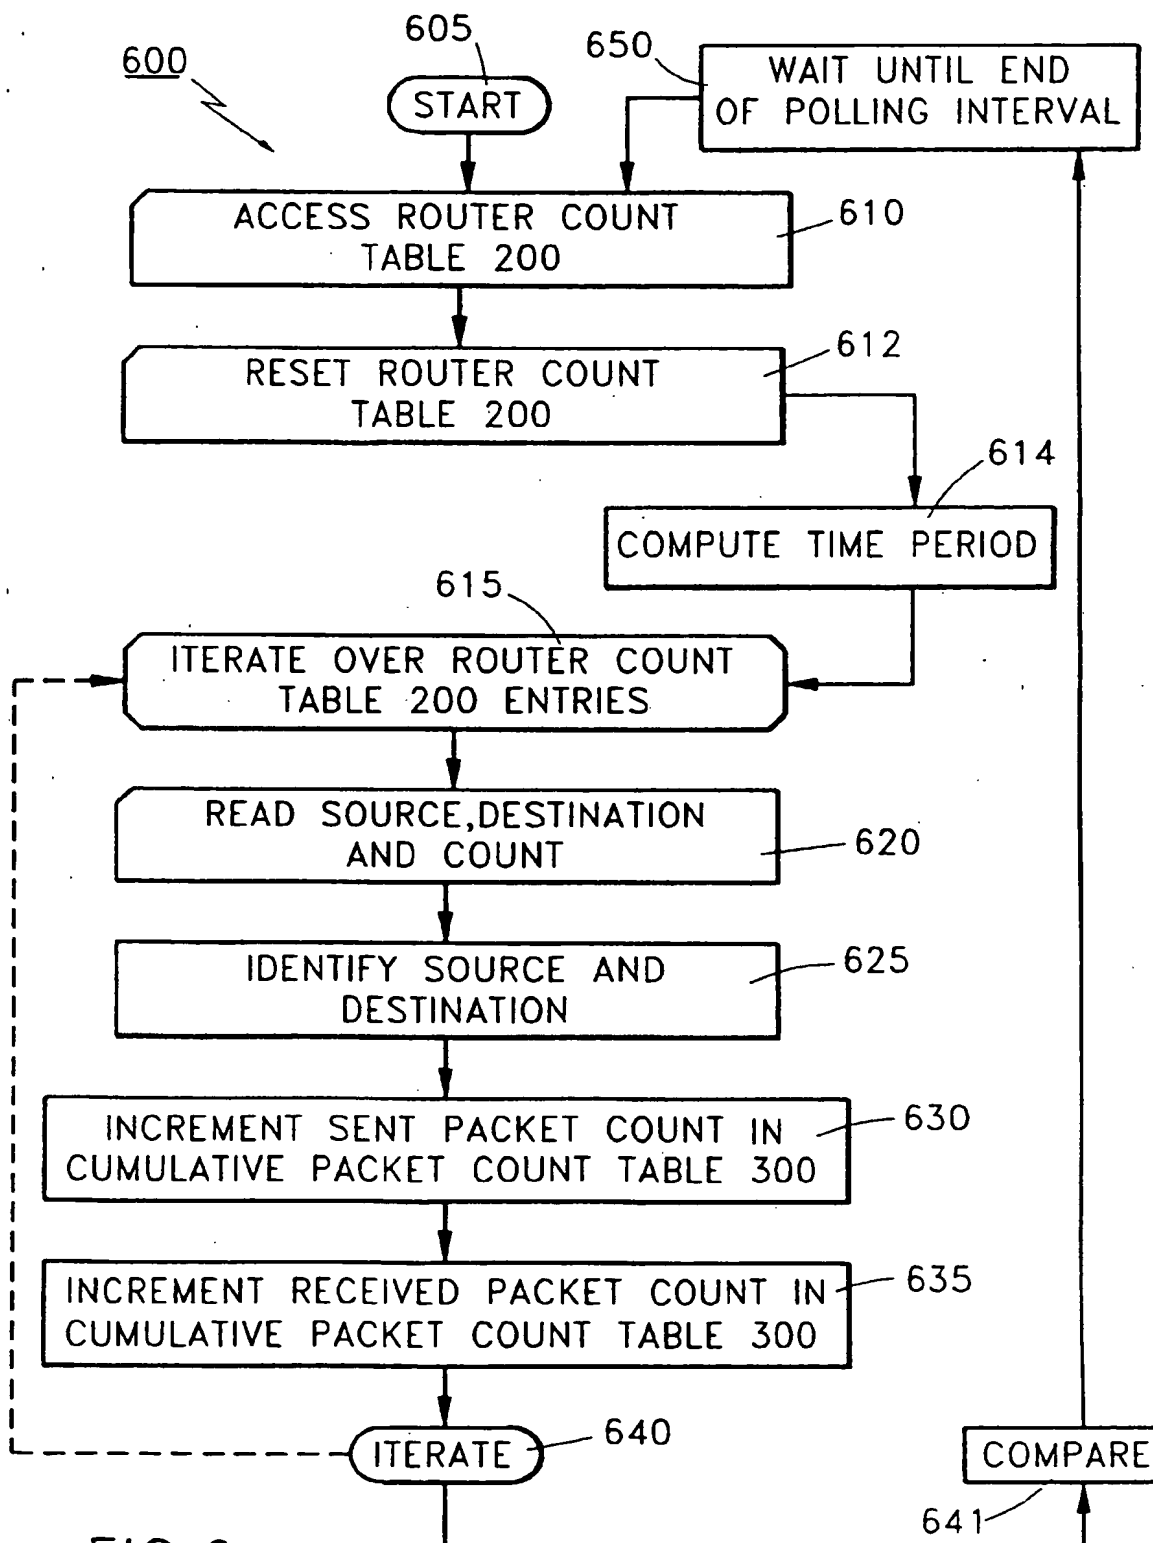 605
650
600
START
WAIT UNTIL END
OF POLLING INTERVAL
ACCESS ROUTER COUNT
TABLE 200
610
RESET ROUTER COUNT
TABLE 200
612
614
COMPUTE TIME PERIOD
615
ITERATE OVER ROUTER COUNT
TABLE 200 ENTRIES
READ SOURCE,DESTINATION
AND COUNT
620
IDENTIFY SOURCE AND
DESTINATION
625
INCREMENT SENT PACKET COUNT IN
CUMULATIVE PACKET COUNT TABLE 300
630
INCREMENT RECEIVED PACKET COUNT IN
CUMULATIVE PACKET COUNT TABLE 300
635
ITERATE
640
COMPARE
641